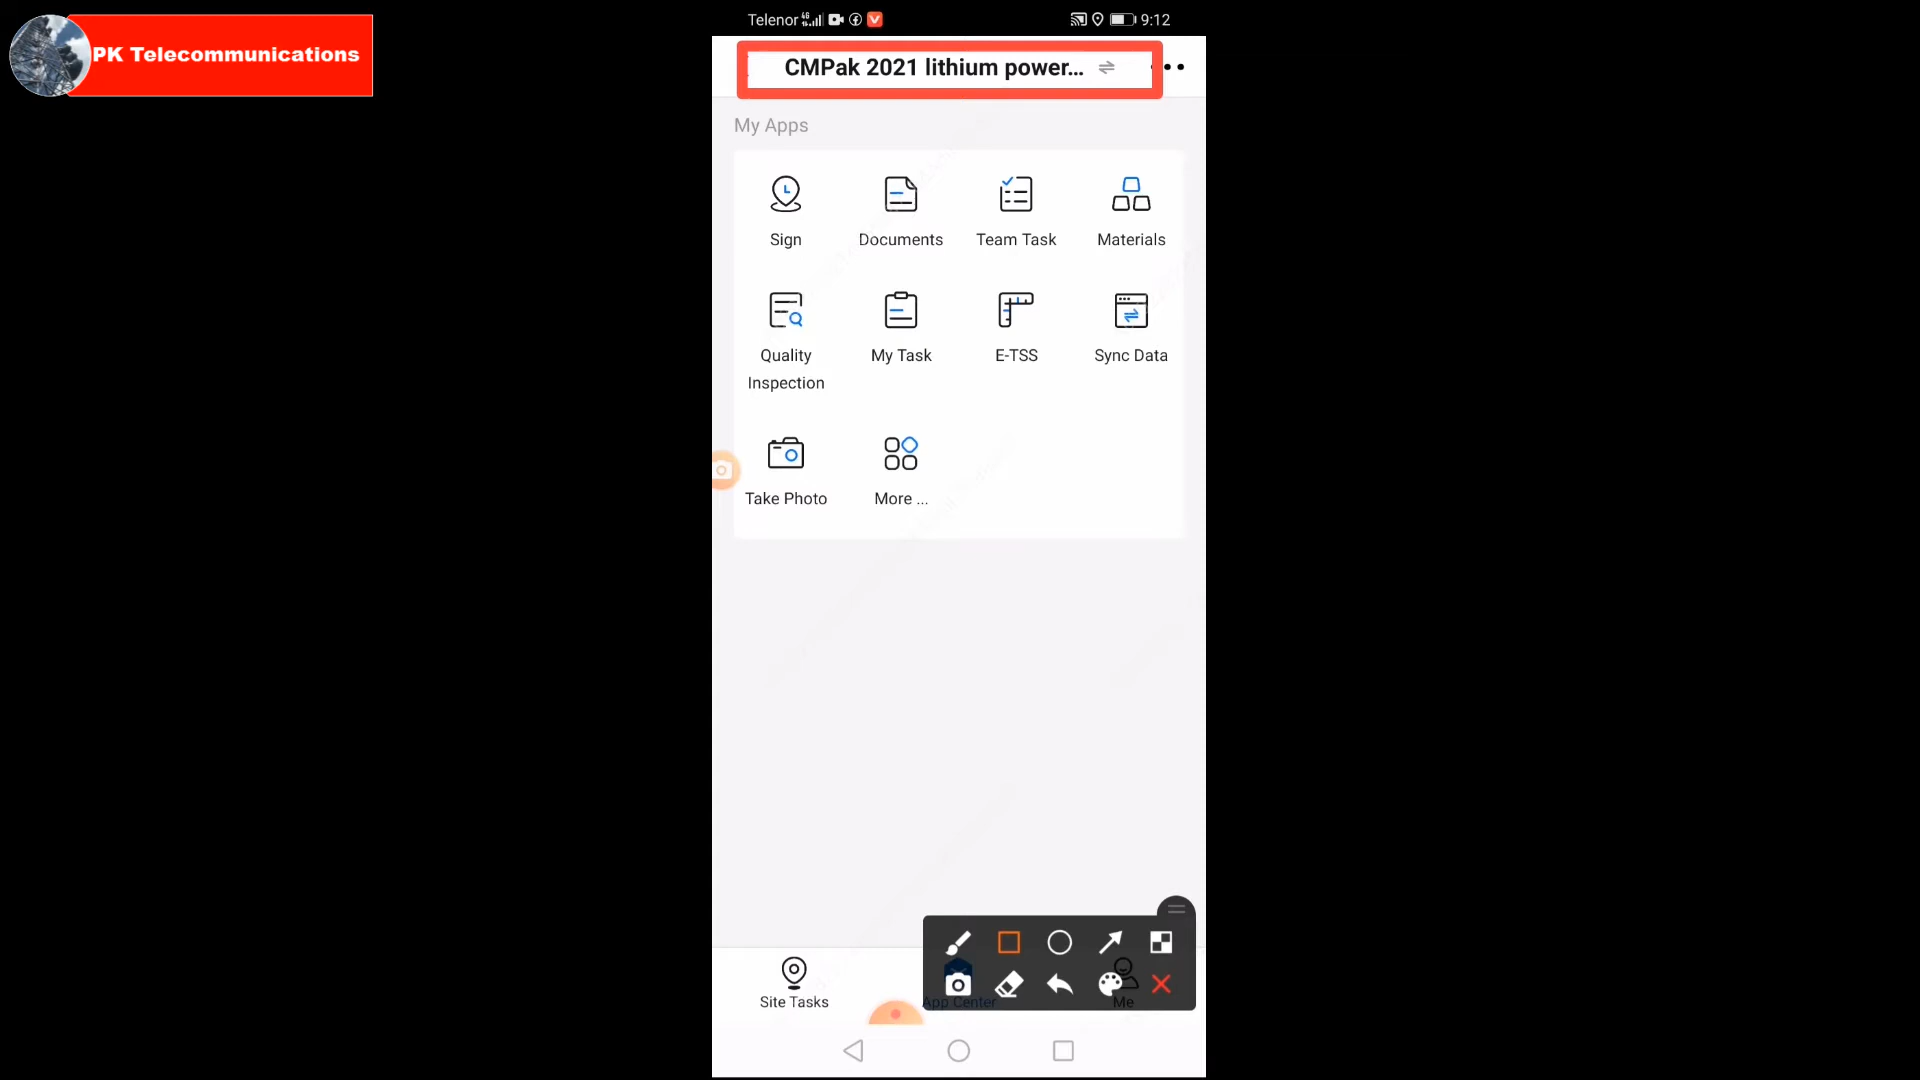 PK Telecommunications
Telenor 4G 9:12
CMPak 2021 lithium power...
My Apps
Sign
Documents
Team Task
Materials
Quality
Inspection
My Task
E-TSS
Sync Data
Take Photo
More ...
Site Tasks
App Center
Me